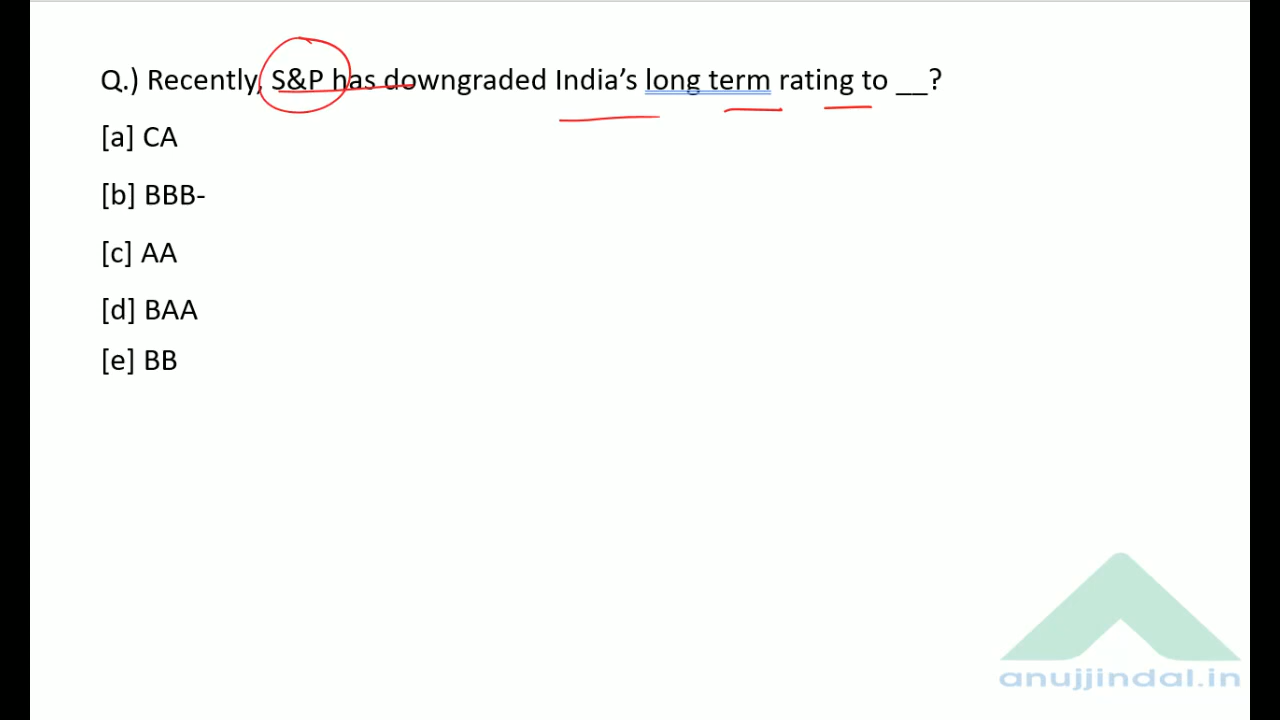 Q.) Recently, S&P has downgraded India’s long term rating to __?
[a] CA
[b] BBB-
[c] AA
[d] BAA
[e] BB
anujjindal.in